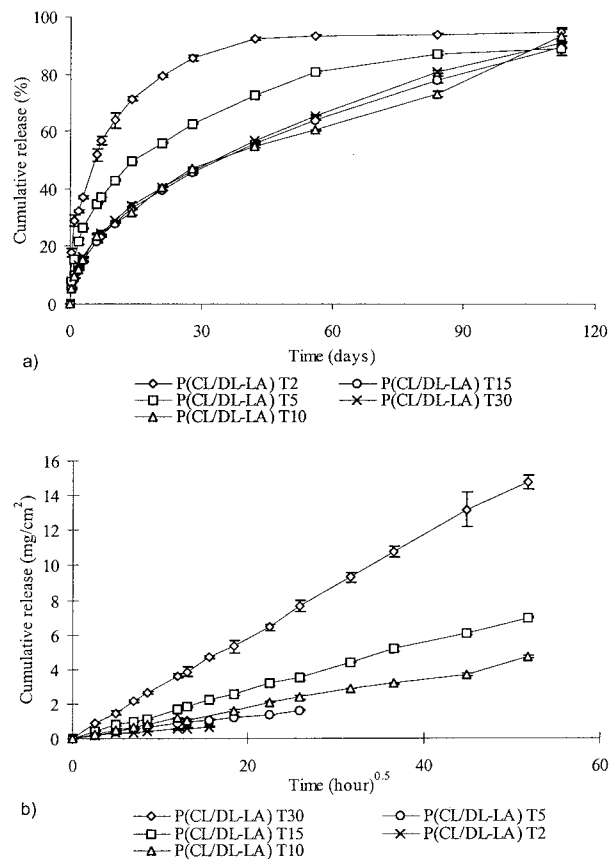 Cumulative release (%)
100
80
60
40
20
0
0 30 60 90 120
Time (days)
a)
P(CL/DL-LA) T2 P(CL/DL-LA) T15
P(CL/DL-LA) T5 P(CL/DL-LA) T30
P(CL/DL-LA) T10
Cumulative release (mg/cm²)
16
14
12
10
8
6
4
2
0
0 20 40 60
Time (hour)^0.5
b)
P(CL/DL-LA) T30 P(CL/DL-LA) T5
P(CL/DL-LA) T15 P(CL/DL-LA) T2
P(CL/DL-LA) T10